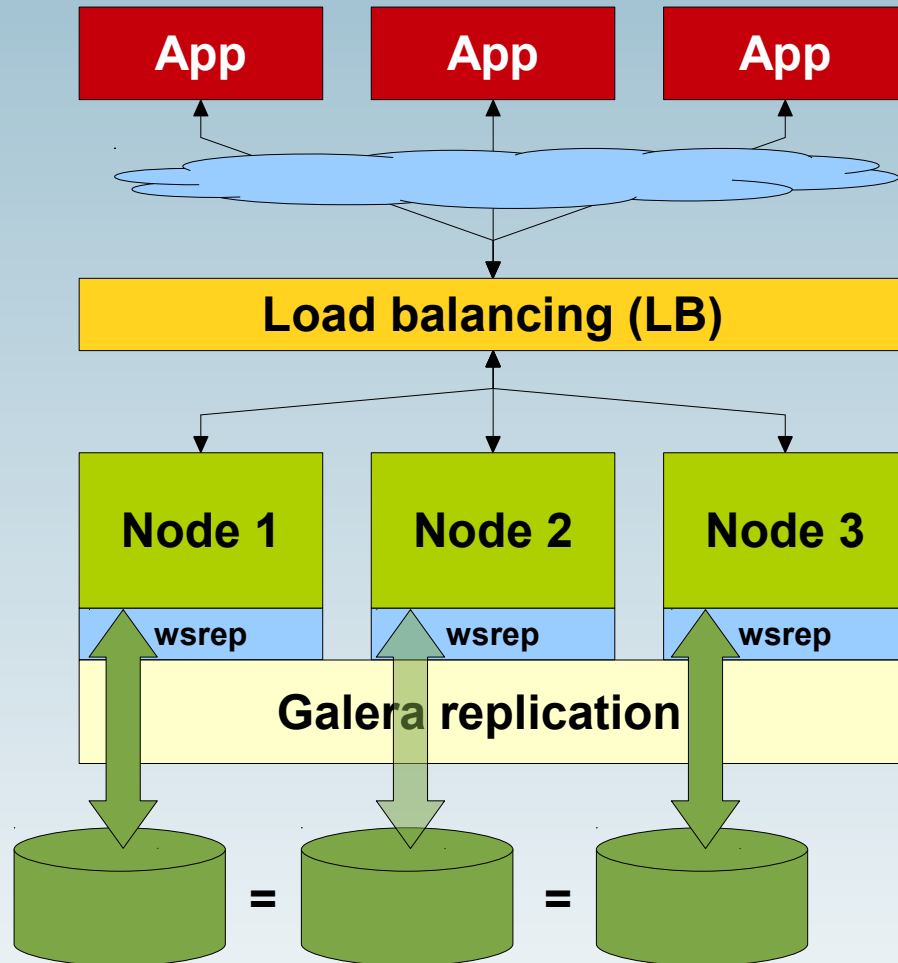 App App App
Load balancing (LB)
Node 1 Node 2 Node 3
wsrep wsrep wsrep
Galera replication
= =